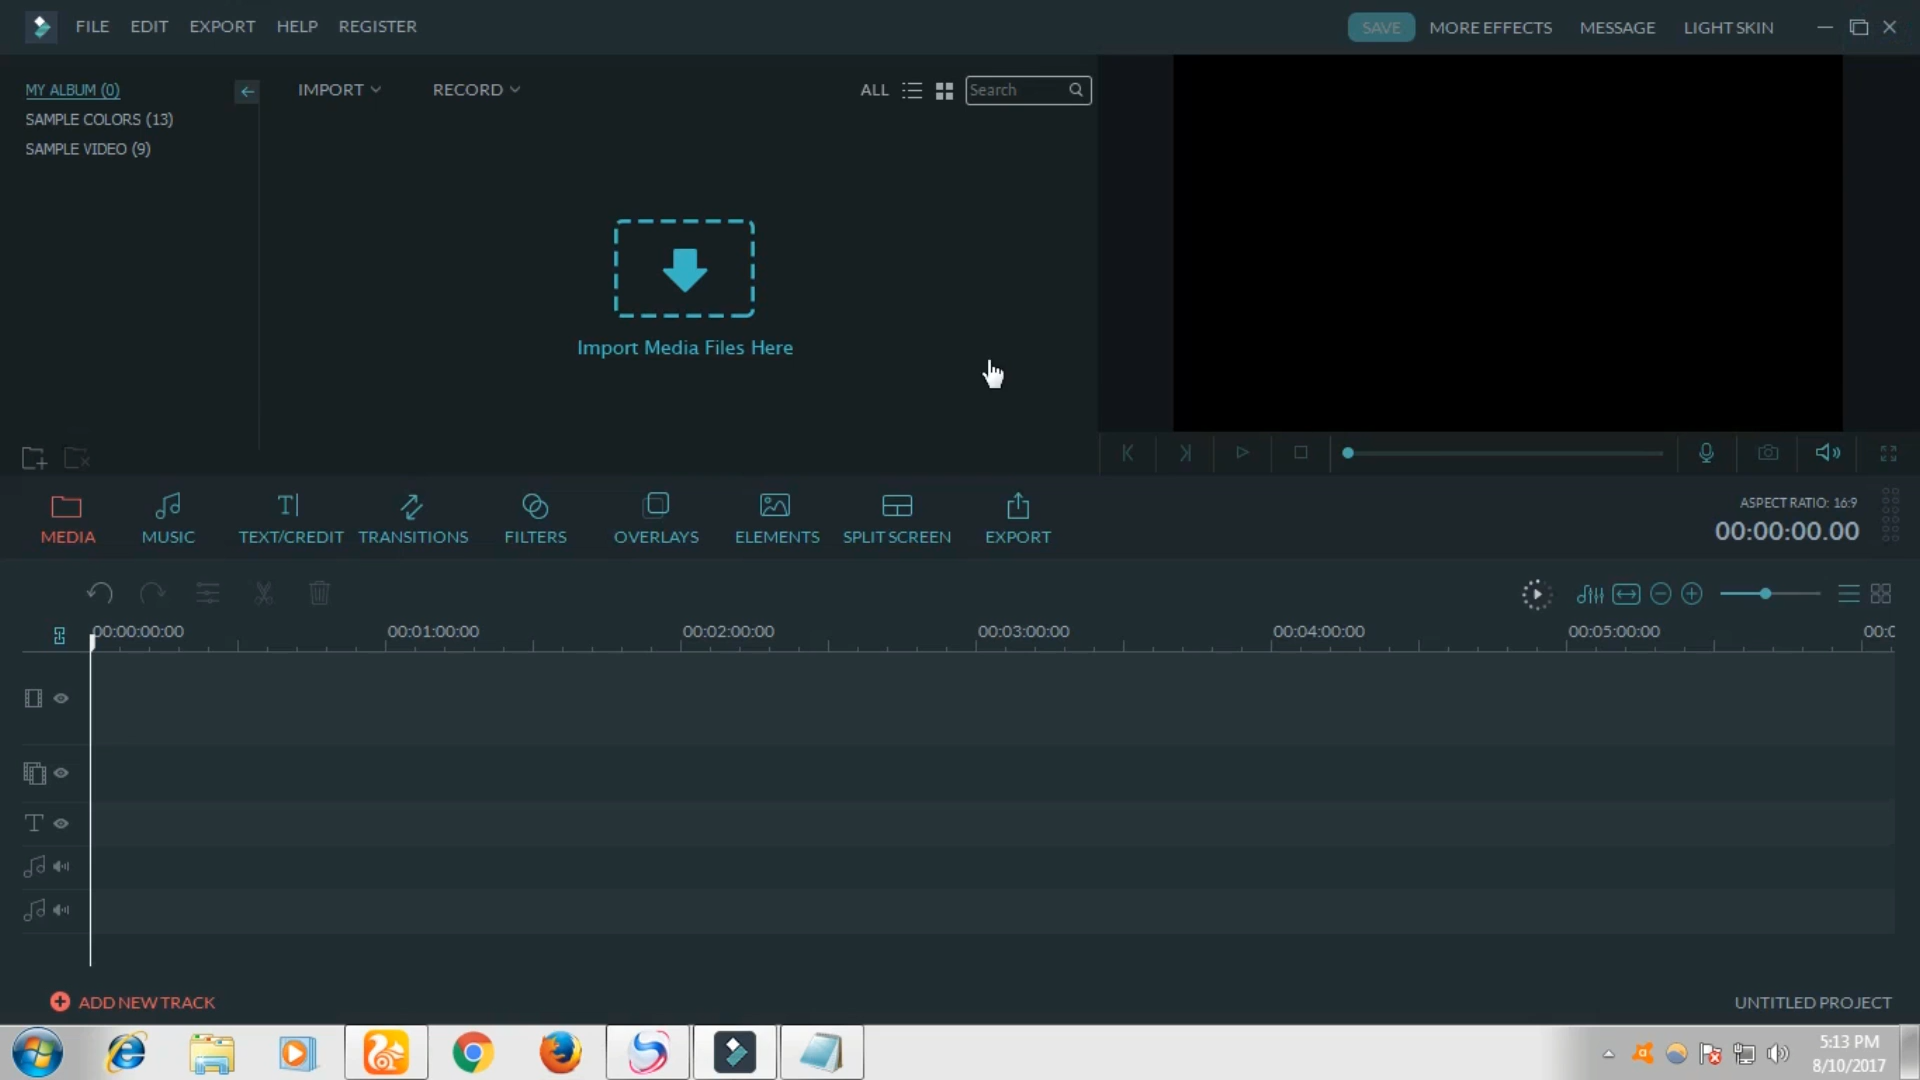 FILE EDIT EXPORT HELP REGISTER
SAVE MORE EFFECTS MESSAGE LIGHT SKIN
MY ALBUM (0)
SAMPLE COLORS (13)
SAMPLE VIDEO (9)
IMPORT RECORD
ALL Search
Import Media Files Here
MEDIA MUSIC TEXT/CREDIT TRANSITIONS FILTERS OVERLAYS ELEMENTS SPLIT SCREEN EXPORT
ASPECT RATIO: 16:9
00:00:00.00
00:00:00:00 00:01:00:00 00:02:00:00 00:03:00:00 00:04:00:00 00:05:00:00 00:0
ADD NEW TRACK
UNTITLED PROJECT
5:13 PM
8/10/2017